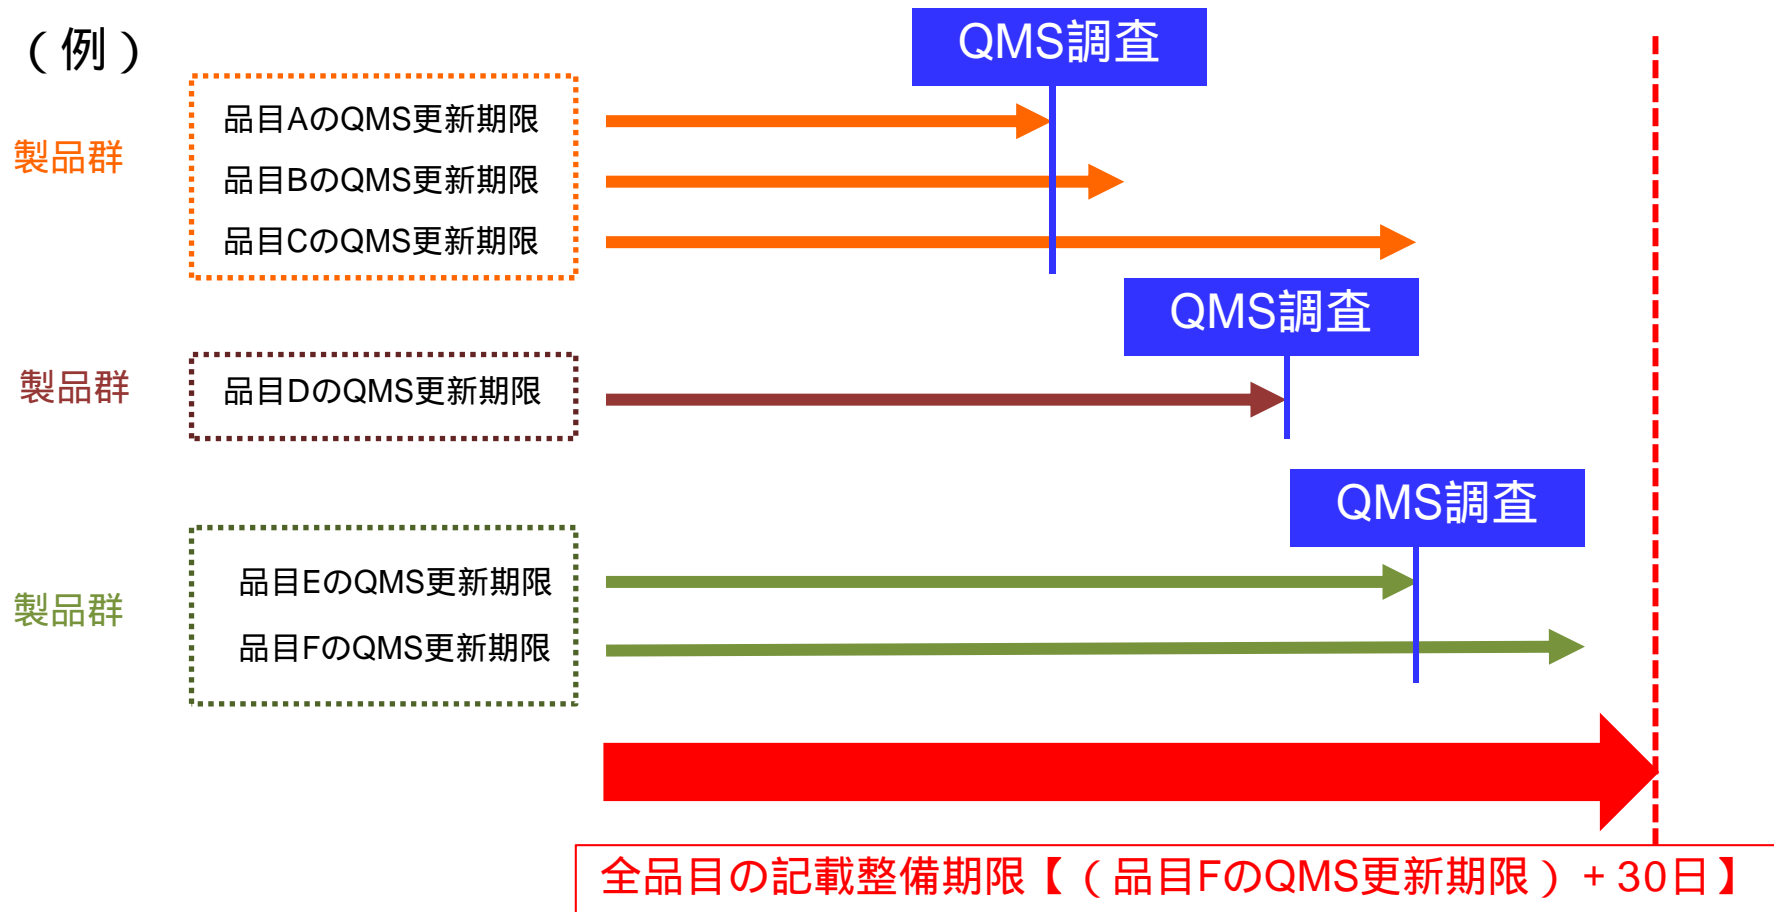 （例）
QMS調査
製品群
品目AのQMS更新期限
品目BのQMS更新期限
品目CのQMS更新期限
QMS調査
製品群
品目DのQMS更新期限
QMS調査
製品群
品目EのQMS更新期限
品目FのQMS更新期限
全品目の記載整備期限【（品目FのQMS更新期限）+30日】